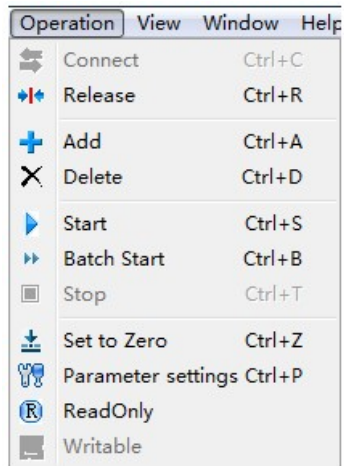 Operation View Window Help
Connect Ctrl+C
Release Ctrl+R
Add Ctrl+A
Delete Ctrl+D
Start Ctrl+S
Batch Start Ctrl+B
Stop Ctrl+T
Set to Zero Ctrl+Z
Parameter settings Ctrl+P
R ReadOnly
Writable